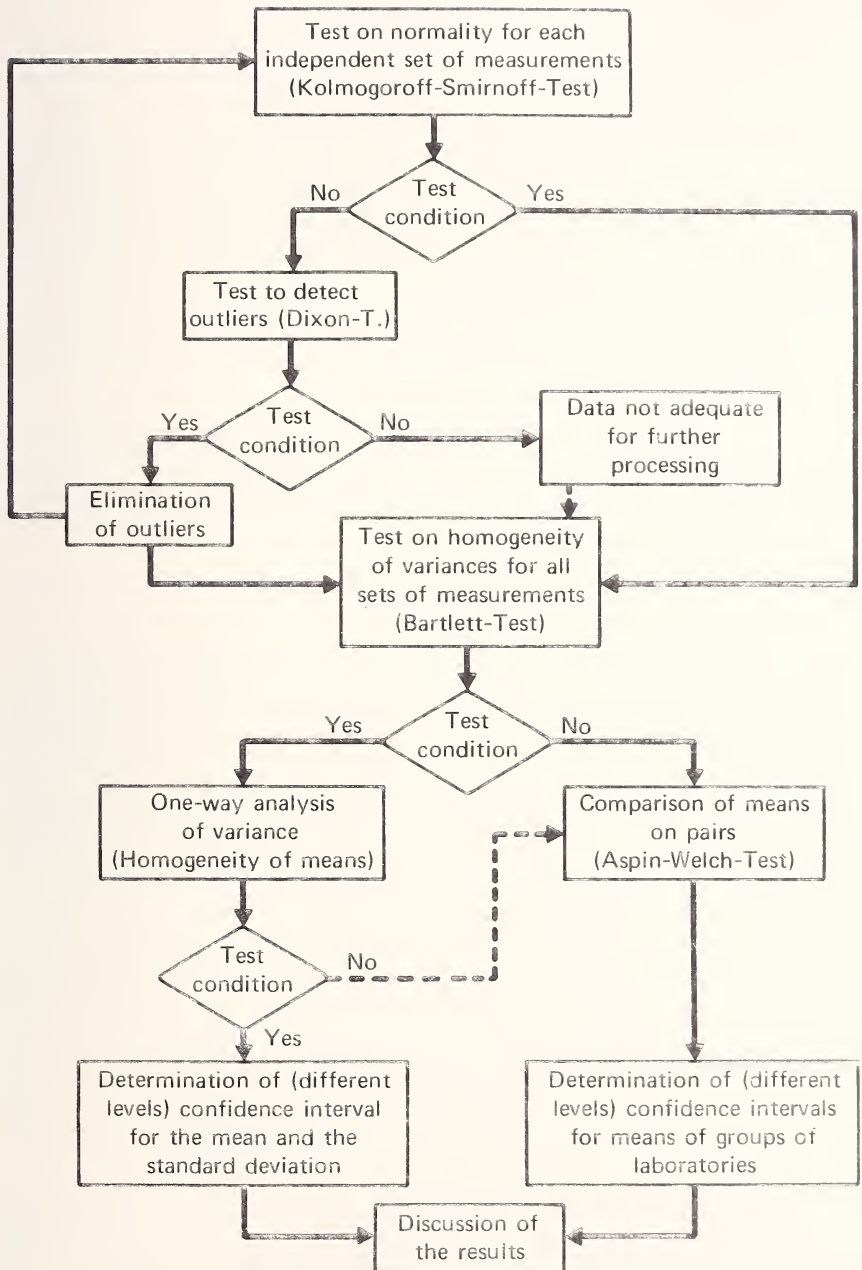 Test on normality for each
independent set of measurements
(Kolmogoroff-Smirnoff-Test)
No
Test
condition
Yes
Test to detect
outliers (Dixon-T.)
Yes
Test
condition
No
Data not adequate
for further
processing
Elimination
of outliers
Test on homogeneity
of variances for all
sets of measurements
(Bartlett-Test)
Yes
Test
condition
No
One-way analysis
of variance
(Homogeneity of means)
Comparison of means
on pairs
(Aspin-Welch-Test)
Test
condition
No
Yes
Determination of (different
levels) confidence interval
for the mean and the
standard deviation
Determination of (different
levels) confidence intervals
for means of groups of
laboratories
Discussion of
the results